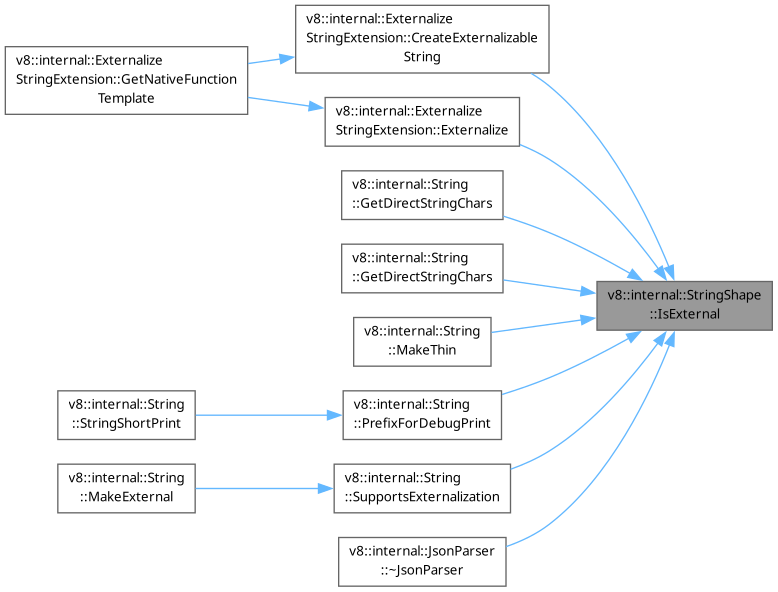 v8::internal::Externalize
StringExtension::CreateExternalizable
String
v8::internal::Externalize
StringExtension::GetNativeFunction
Template
v8::internal::Externalize
StringExtension::Externalize
v8::internal::String
::GetDirectStringChars
v8::internal::String
::GetDirectStringChars
v8::internal::StringShape
::IsExternal
v8::internal::String
::MakeThin
v8::internal::String
::StringShortPrint
v8::internal::String
::PrefixForDebugPrint
v8::internal::String
::MakeExternal
v8::internal::String
::SupportsExternalization
v8::internal::JsonParser
::~JsonParser